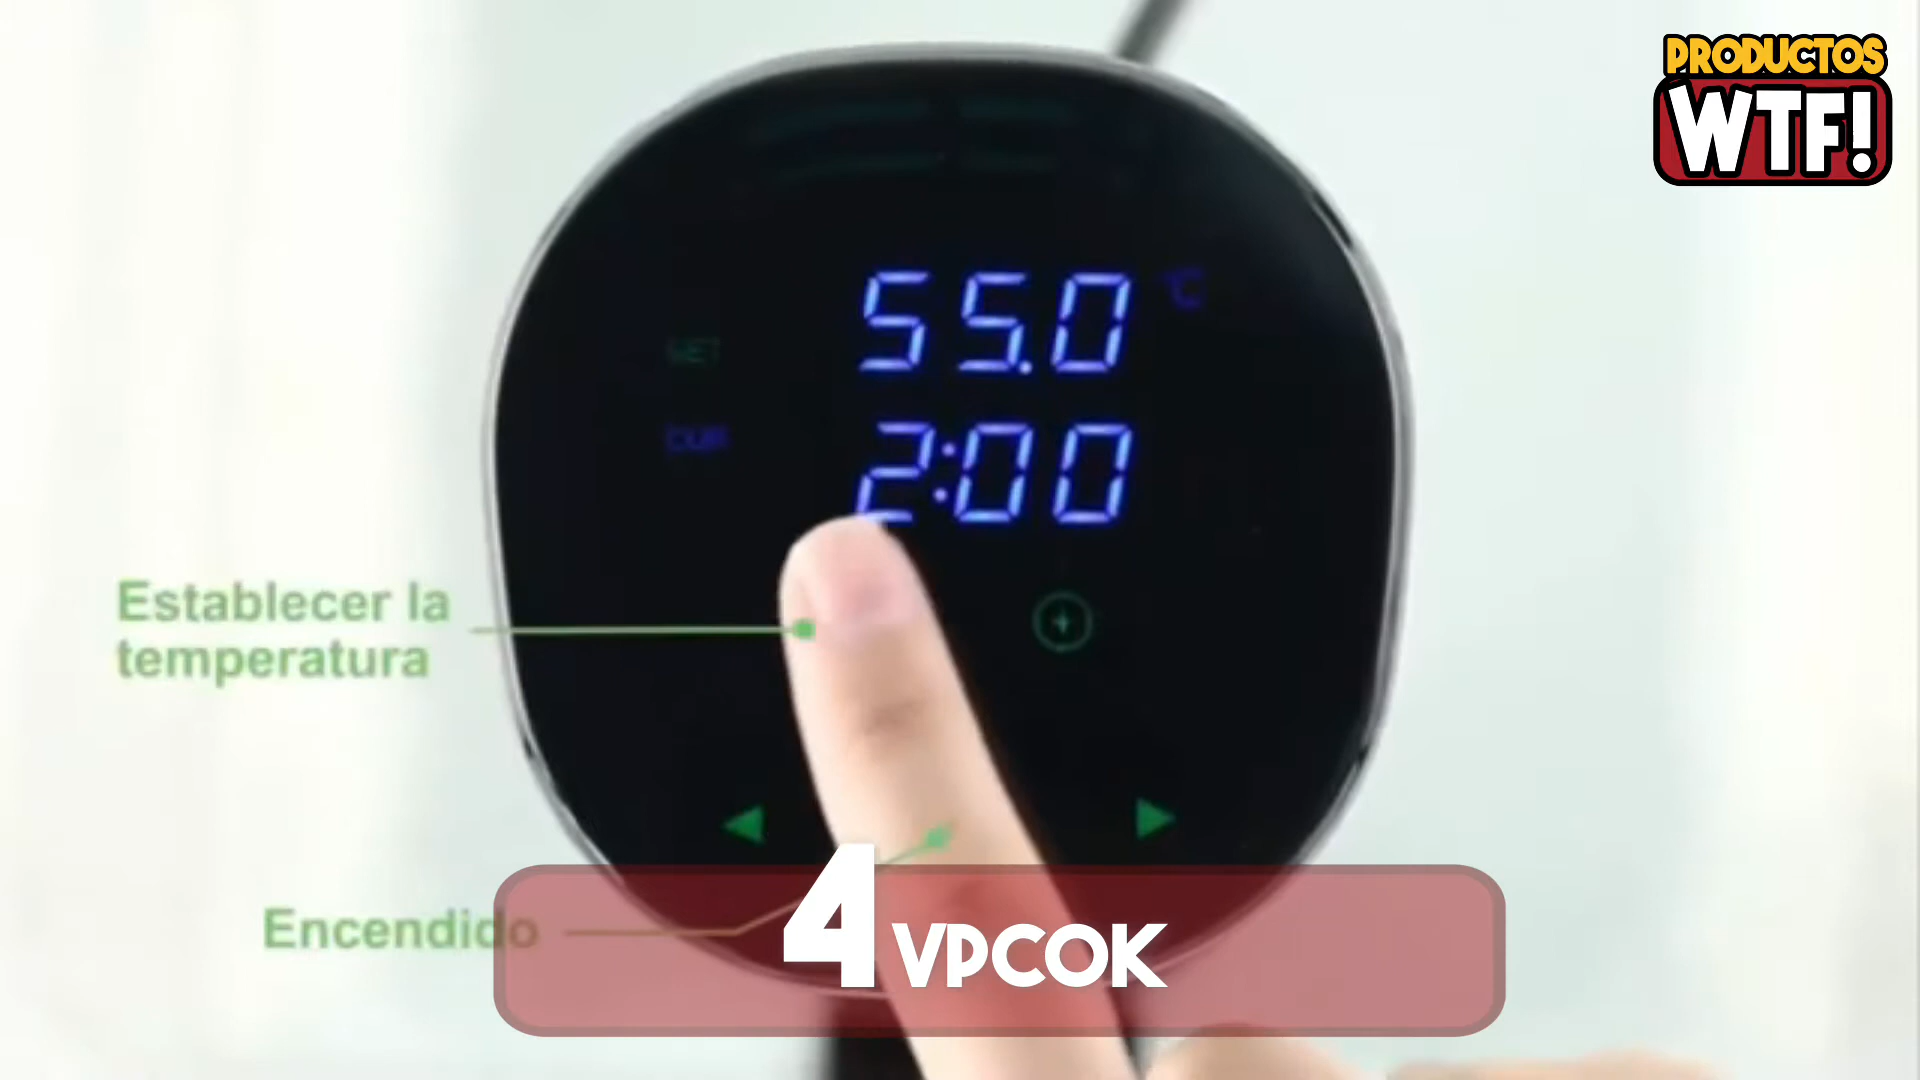 PRODUCTOS
WTF!
55.0 °C
2:00
Establecer la
temperatura
Encendido
4 VPCOK